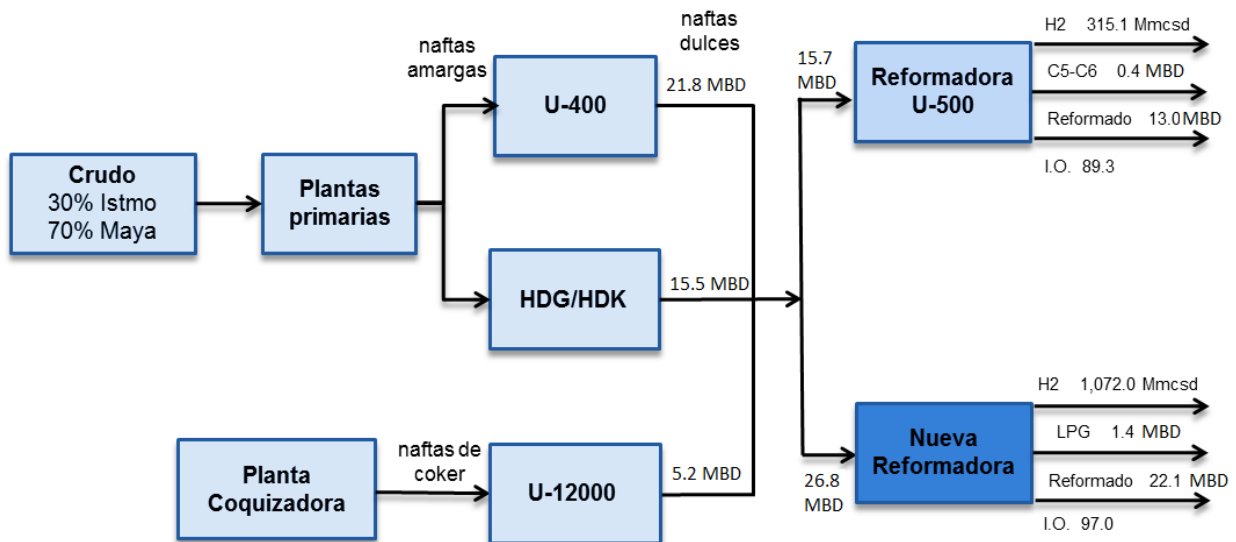 Crudo
30% Istmo
70% Maya
Plantas
primarias
naftas
amargas
U-400
naftas
dulces
21.8 MBD
HDG/HDK
15.5 MBD
Planta
Coquizadora
naftas de
coker
U-12000
5.2 MBD
15.7
MBD
Reformadora
U-500
H2 315.1 Mmcsd
C5-C6 0.4 MBD
Reformado 13.0 MBD
I.O. 89.3
26.8
MBD
Nueva
Reformadora
H2 1,072.0 Mmcsd
LPG 1.4 MBD
Reformado 22.1 MBD
I.O. 97.0